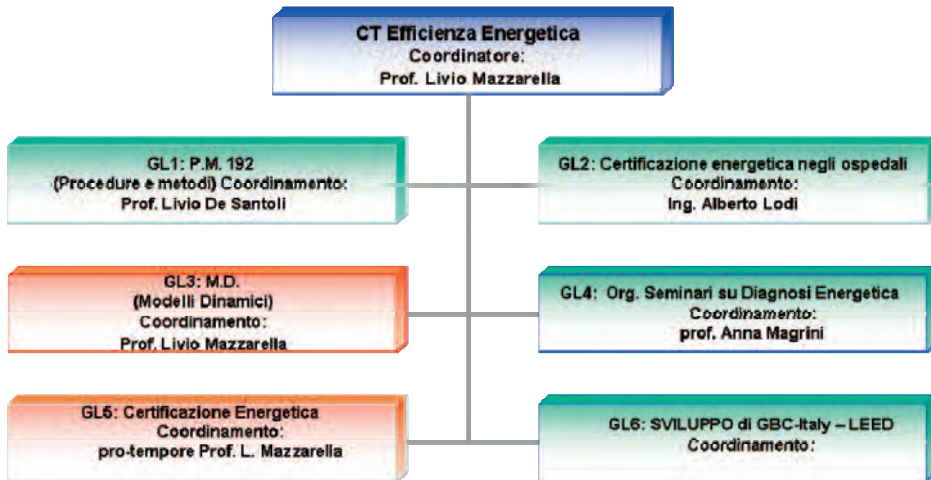 CT Efficienza Energetica
Coordinatore:
Prof. Livio Mazzarella
GL1: P.M. 192
(Procedure e metodi) Coordinamento:
Prof. Livio De Santoli
GL2: Certificazione energetica negli ospedali
Coordinamento:
Ing. Alberto Lodi
GL3: M.D.
(Modelli Dinamici)
Coordinamento:
Prof. Livio Mazzarella
GL4: Org. Seminari su Diagnosi Energetica
Coordinamento:
prof. Anna Magrini
GL5: Certificazione Energetica
Coordinamento:
pro-tempore Prof. L. Mazzarella
GL6: SVILUPPO di GBC-Italy – LEED
Coordinamento: